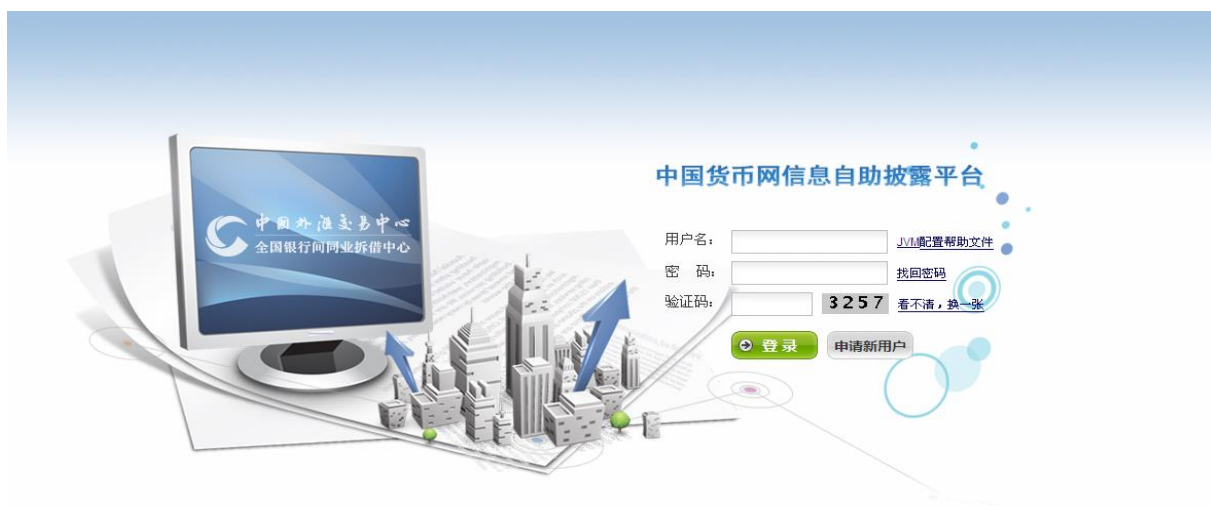 中国外汇交易中心
全国银行间同业拆借中心
中国货币网信息自助披露平台
用户名： JVM配置帮助文件
密 码： 找回密码
验证码： 3257 看不清，换一张
登录 申请新用户